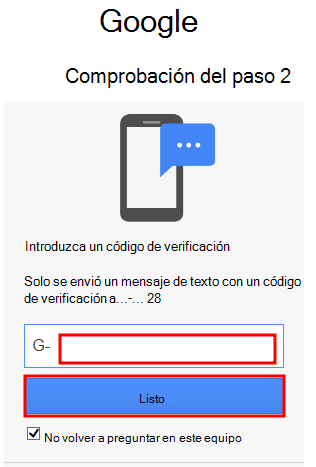 Google
Comprobación del paso 2
Introduzca un código de verificación
Solo se envió un mensaje de texto con un código
de verificación a...-... 28
G-
Listo
No volver a preguntar en este equipo